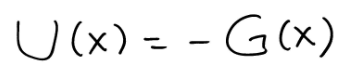 U(x) = - G(x)